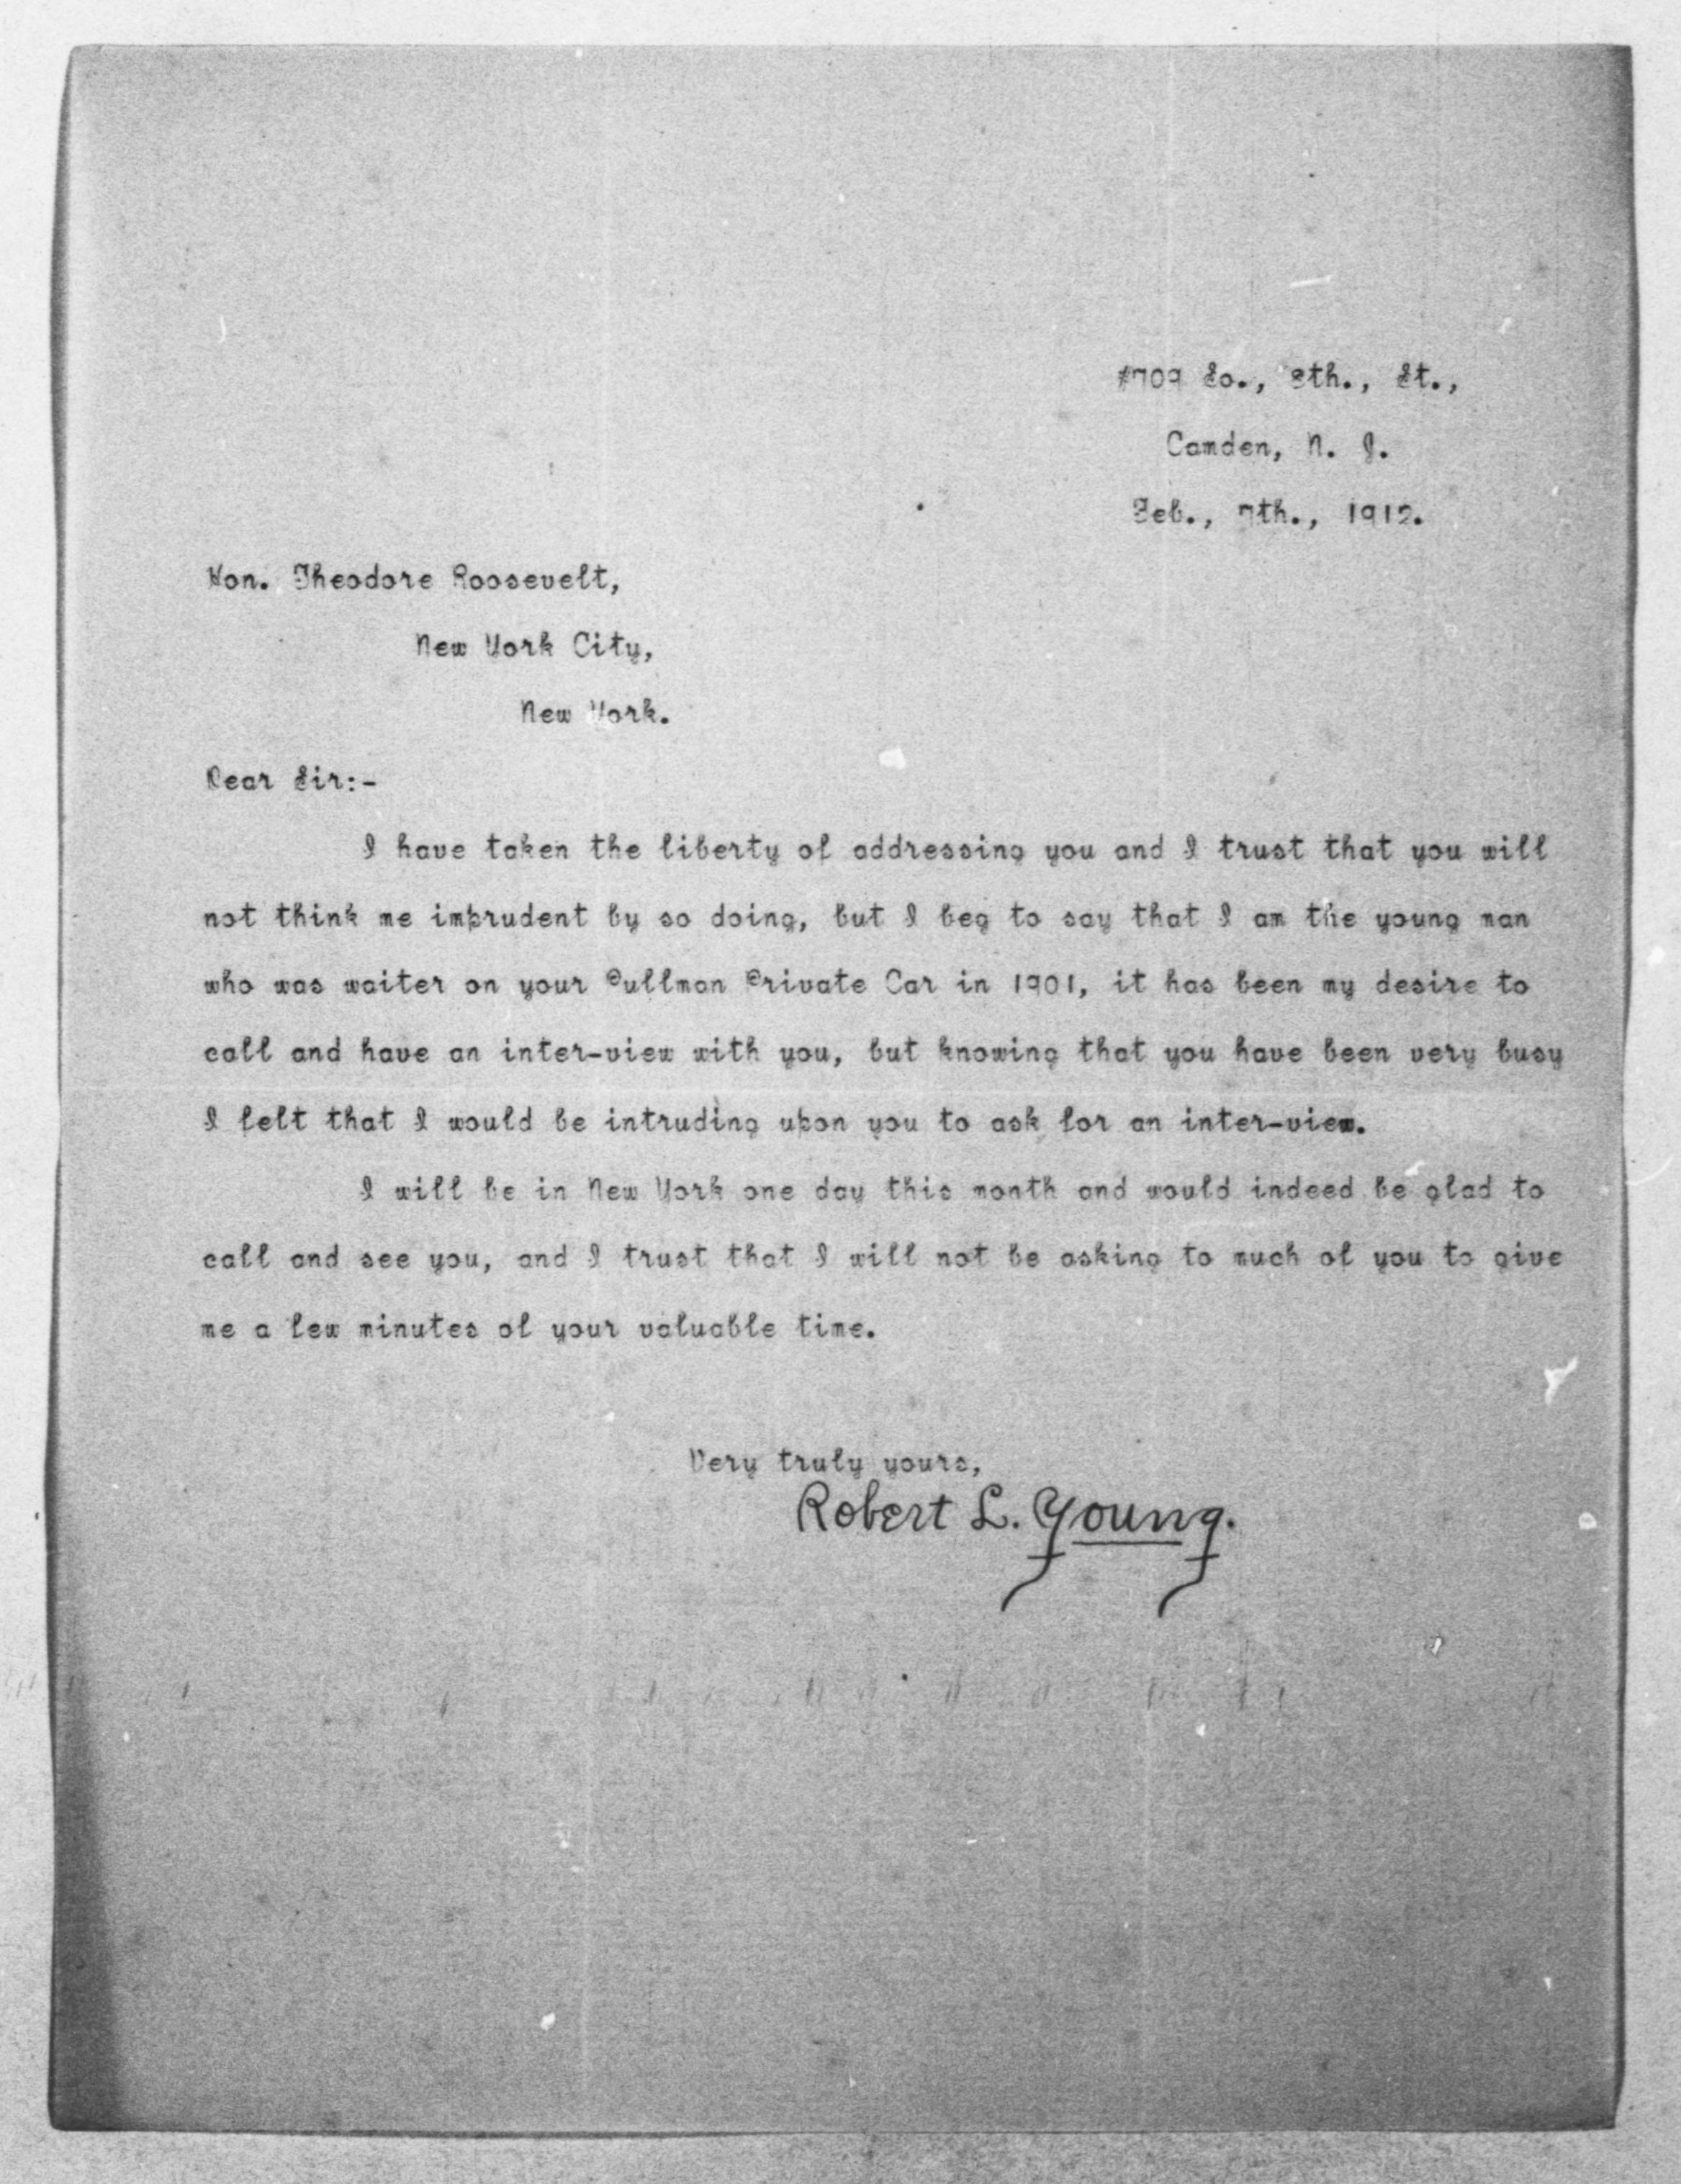 #709 So., 8th., St.,
Camden, N. J.
Feb., 7th., 1912.
Hon. Theodore Roosevelt,
New York City,
New York.
Dear Sir:-
I have taken the liberty of addressing you and I trust that you will
not think me imprudent by so doing, but I beg to say that I am the young man
who was waiter on your Pullman Private Car in 1901, it has been my desire to
call and have an inter-view with you, but knowing that you have been very busy
I felt that I would be intruding upon you to ask for an inter-view.
I will be in New York one day this month and would indeed be glad to
call and see you, and I trust that I will not be asking to much of you to give
me a few minutes of your valuable time.
Very truly yours,
Robert L. Young.